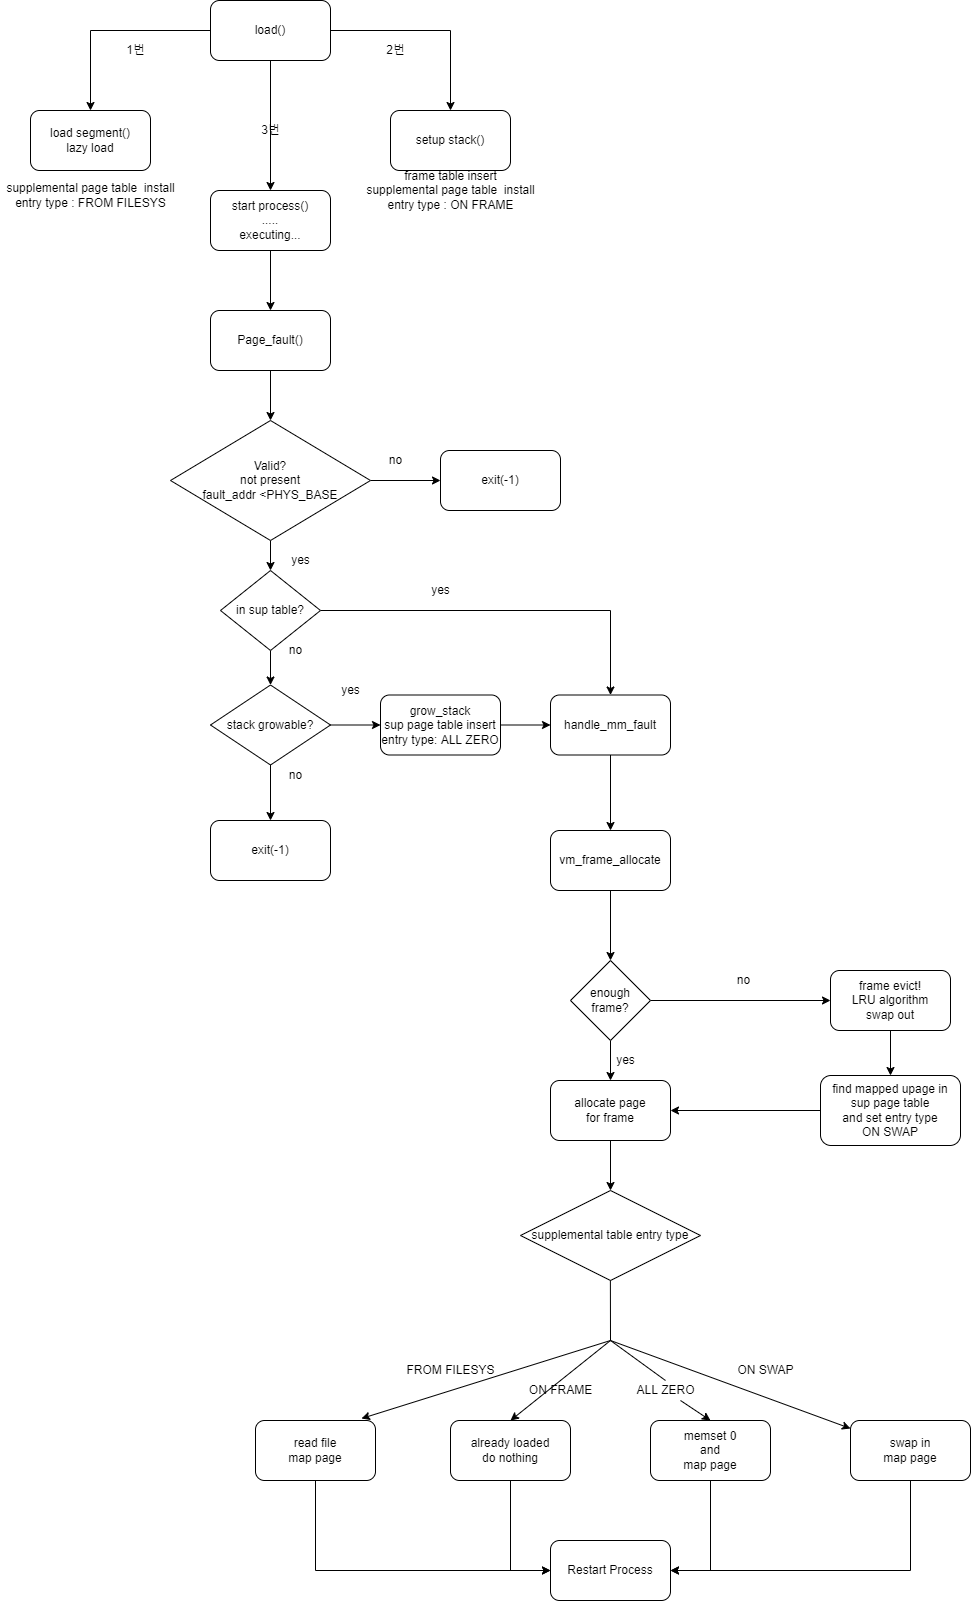 load()
1번
2번
3번
load segment()
lazy load
supplemental page table  install
entry type : FROM FILESYS
setup stack()
frame table insert
supplemental page table  install
entry type : ON FRAME
start process()
.....
executing...
Page_fault()
Valid?
not present
fault_addr <PHYS_BASE
no
exit(-1)
yes
in sup table?
yes
no
stack growable?
yes
grow_stack
sup page table insert
entry type: ALL ZERO
handle_mm_fault
no
exit(-1)
vm_frame_allocate
enough
frame?
no
frame evict!
LRU algorithm
swap out
yes
allocate page
for frame
find mapped upage in
sup page table
and set entry type
ON SWAP
supplemental table entry type
FROM FILESYS
ON FRAME
ALL ZERO
ON SWAP
read file
map page
already loaded
do nothing
memset 0
and
map page
swap in
map page
Restart Process